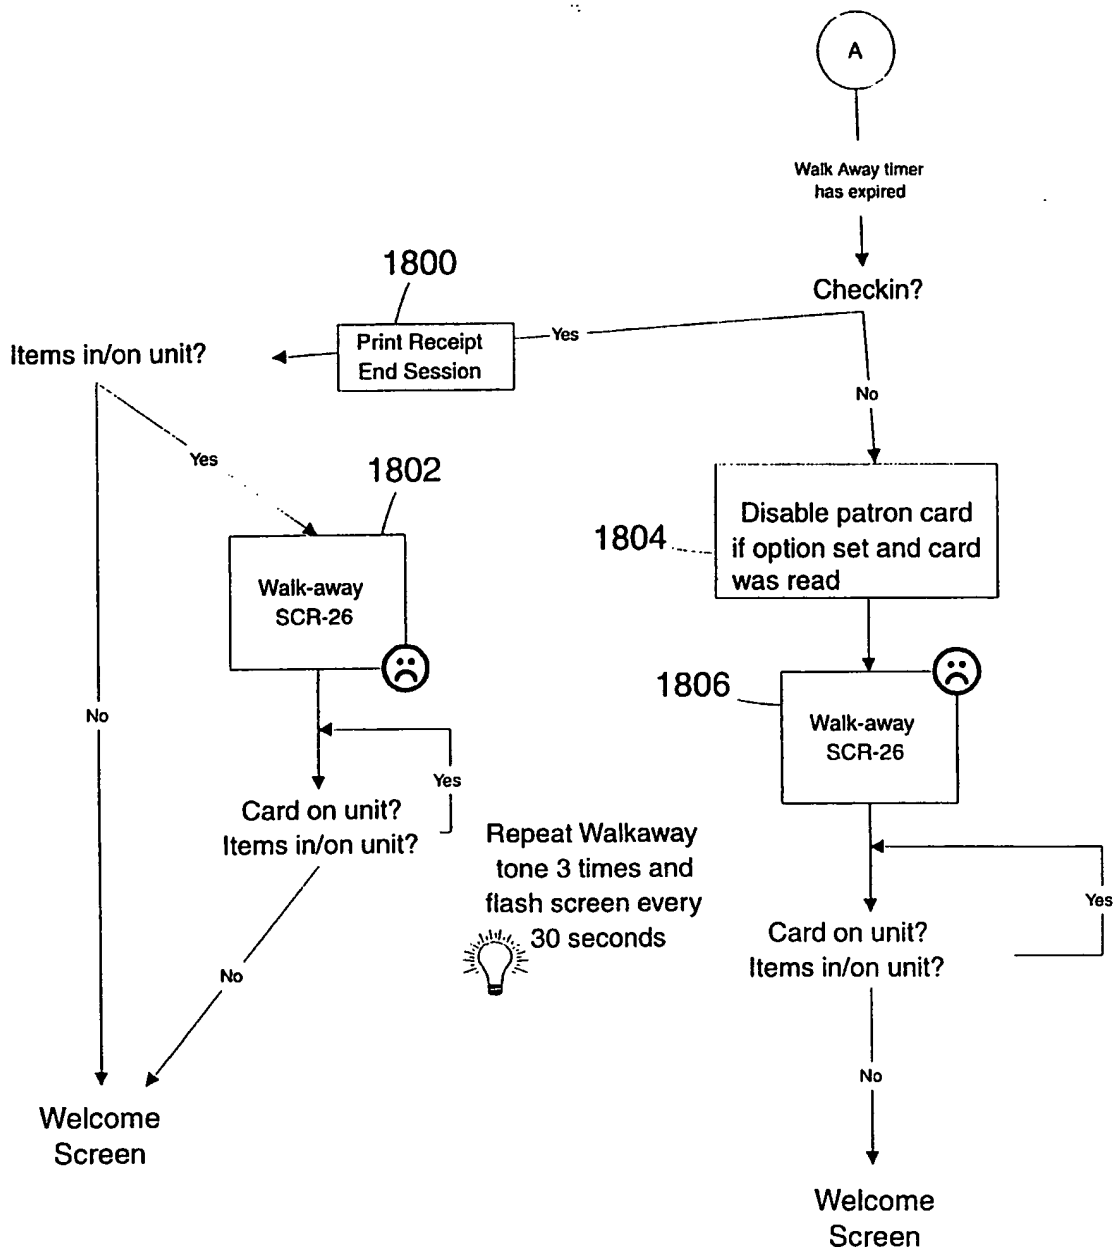 A
Walk Away timer
has expired
Checkin?
1800
Print Receipt
End Session
Yes
Items in/on unit?
No
Yes
1802
Walk-away
SCR-26
1804
Disable patron card
if option set and card
was read
1806
Walk-away
SCR-26
No
Yes
Card on unit?
Items in/on unit?
Repeat Walkaway
tone 3 times and
flash screen every
30 seconds
Yes
Card on unit?
Items in/on unit?
No
No
Welcome
Screen
Welcome
Screen